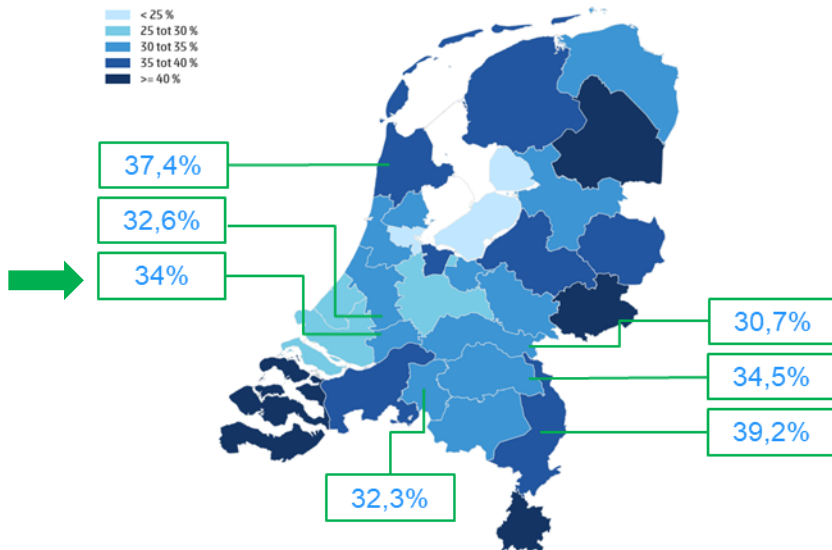 < 25 %
25 tot 30 %
30 tot 35 %
35 tot 40 %
>= 40 %
37,4%
32,6%
34%
30,7%
34,5%
39,2%
32,3%